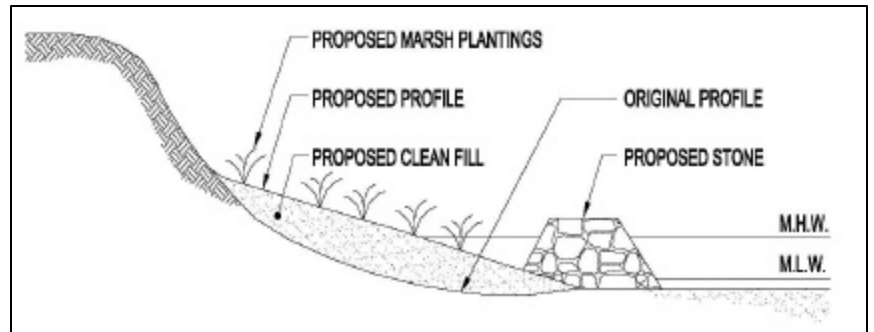 PROPOSED MARSH PLANTINGS
PROPOSED PROFILE
ORIGINAL PROFILE
PROPOSED CLEAN FILL
PROPOSED STONE
M.H.W.
M.L.W.